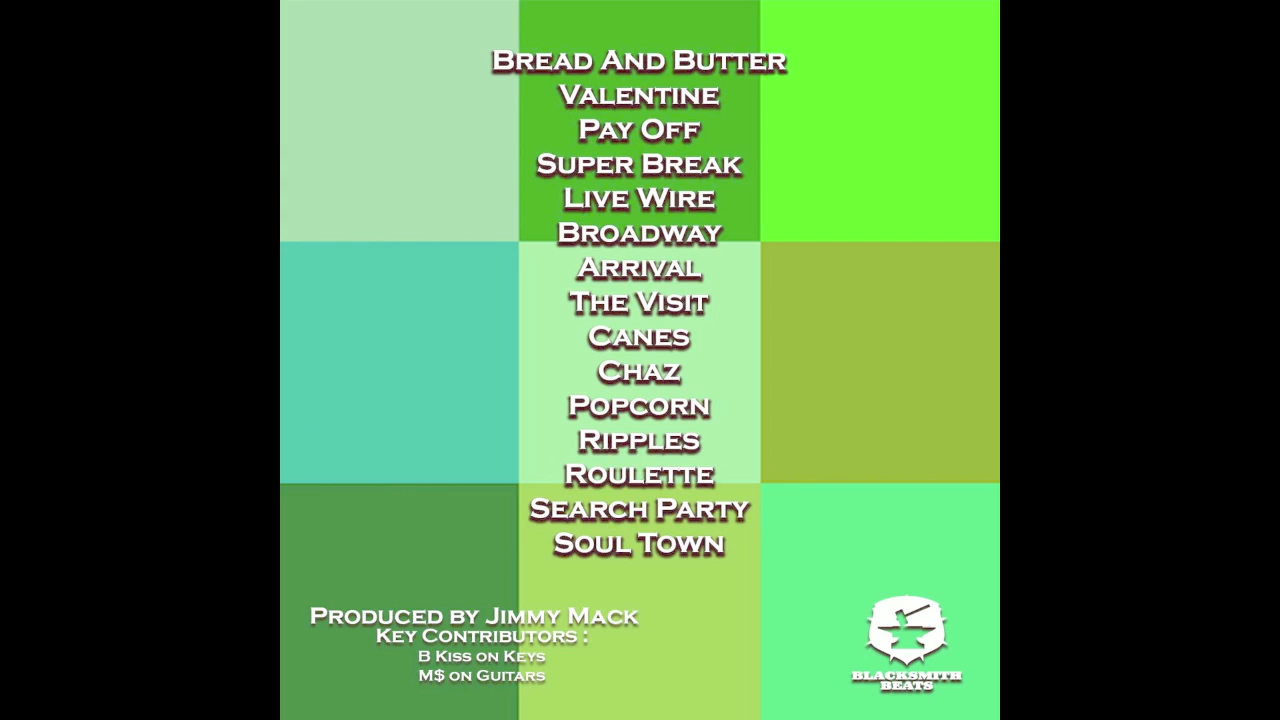 Bread And Butter
Valentine
Pay Off
Super Break
Live Wire
Broadway
Arrival
The Visit
Canes
Chaz
Popcorn
Ripples
Roulette
Search Party
Soul Town
Produced by Jimmy Mack
Key Contributors :
B Kiss on Keys
M$ on Guitars
BLACKSMITH
BEATS